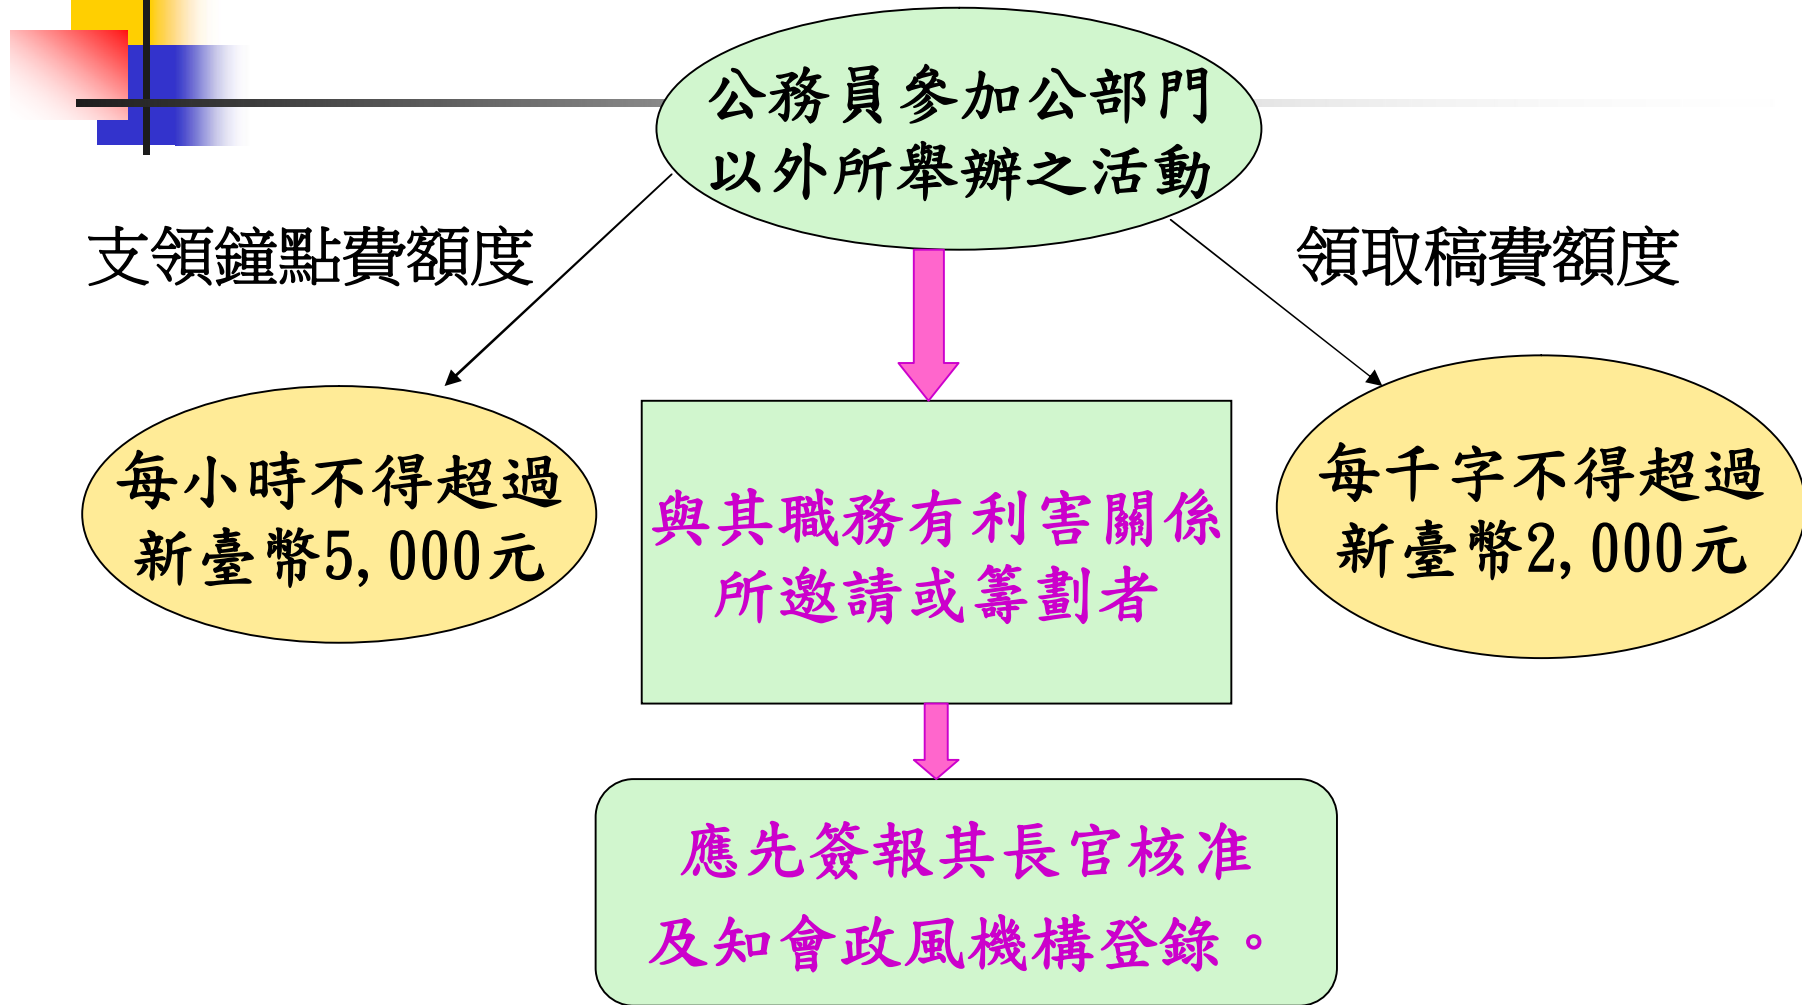 公務員參加公部門
以外所舉辦之活動
支領鐘點費額度
領取稿費額度
每小時不得超過
新臺幣5,000元
與其職務有利害關係
所邀請或籌劃者
每千字不得超過
新臺幣2,000元
應先簽報其長官核准
及知會政風機構登錄。